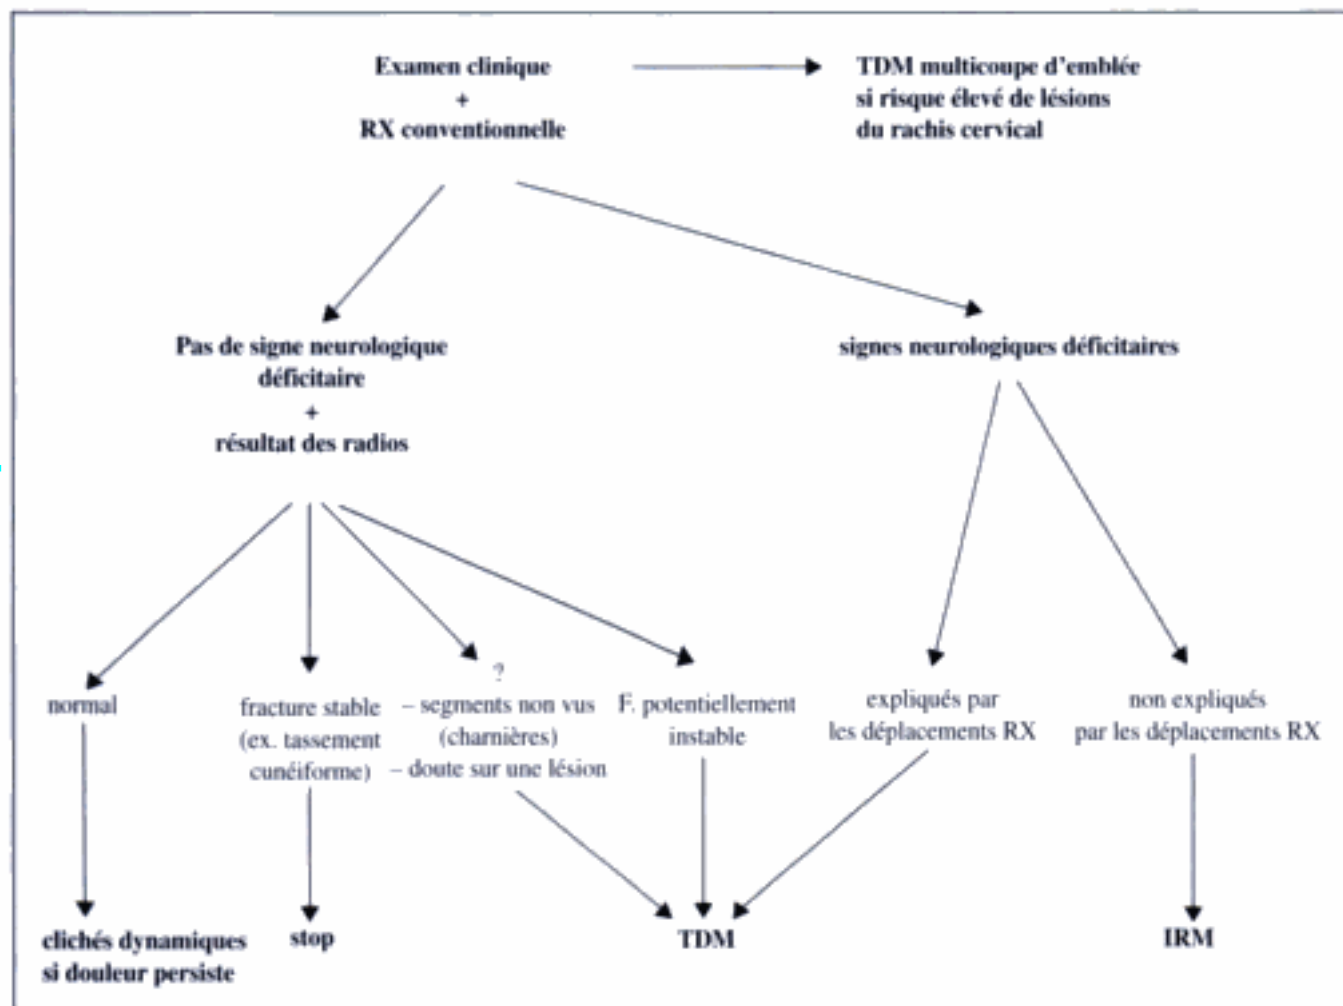 Examen clinique
+
RX conventionnelle
TDM multicoupe d'emblée
si risque élevé de lésions
du rachis cervical
Pas de signe neurologique
déficitaire
+
résultat des radios
signes neurologiques déficitaires
normal
fracture stable
(ex. tassement
cunéiforme)
?
– segments non vus
(charnières)
– doute sur une lésion
F. potentiellement
instable
expliqués par
les déplacements RX
non expliqués
par les déplacements RX
clichés dynamiques
si douleur persiste
stop
TDM
IRM